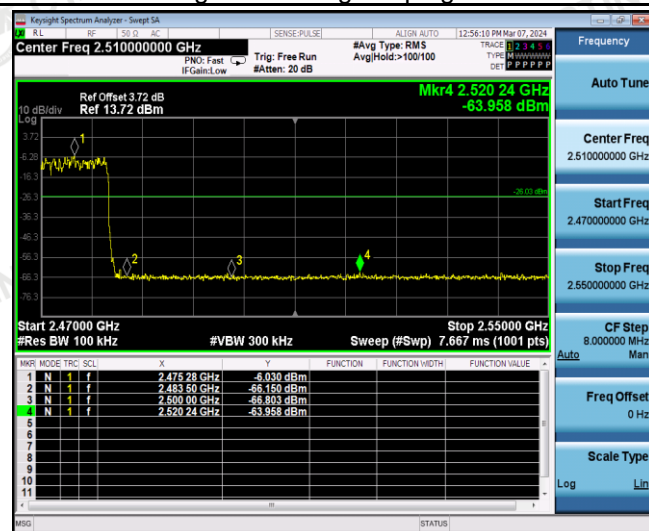 Keysight Spectrum Analyzer - Swept SA
RL RF 50 Ω AC SENSE:PULSE ALIGN AUTO 12:56:10 PM Mar 07, 2024
Center Freq 2.510000000 GHz
PNO: Fast
IFGain:Low
Trig: Free Run
#Atten: 20 dB
#Avg Type: RMS
Avg|Hold:>100/100
TRACE 1 2 3 4 5 6
TYPE MWWWWW
DET P P P P P P
Mkr4 2.520 24 GHz
-63.958 dBm
Ref Offset 3.72 dB
10 dB/div Ref 13.72 dBm
Log
3.72
-6.28
-16.3
-26.3
-36.3
-46.3
-56.3
-66.3
-76.3
1
2
3
4
-26.03 dBm
Start 2.47000 GHz Stop 2.55000 GHz
#Res BW 100 kHz #VBW 300 kHz Sweep (#Swp) 7.667 ms (1001 pts)
MKR MODE TRC SCL X Y FUNCTION FUNCTION WIDTH FUNCTION VALUE
1 N 1 f 2.475 28 GHz -6.030 dBm
2 N 1 f 2.483 50 GHz -66.150 dBm
3 N 1 f 2.500 00 GHz -66.803 dBm
4 N 1 f 2.520 24 GHz -63.958 dBm
5
6
7
8
9
10
11
MSG STATUS
Frequency
Auto Tune
Center Freq
2.510000000 GHz
Start Freq
2.470000000 GHz
Stop Freq
2.550000000 GHz
CF Step
8.000000 MHz
Auto Man
Freq Offset
0 Hz
Scale Type
Log Lin